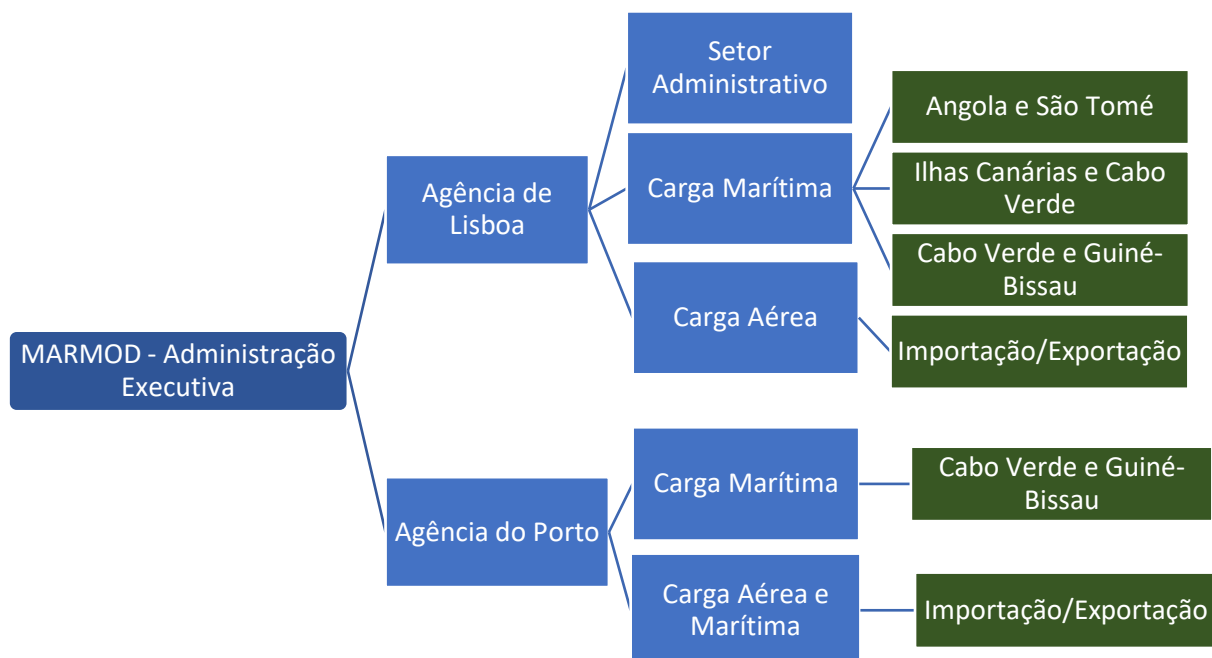 Setor
Administrativo
Angola e São Tomé
Agência de
Lisboa
Carga Marítima
Ilhas Canárias e Cabo
Verde
Cabo Verde e Guiné-
Bissau
Carga Aérea
Importação/Exportação
MARMOD - Administração
Executiva
Carga Marítima
Cabo Verde e Guiné-
Bissau
Agência do Porto
Carga Aérea e
Marítima
Importação/Exportação